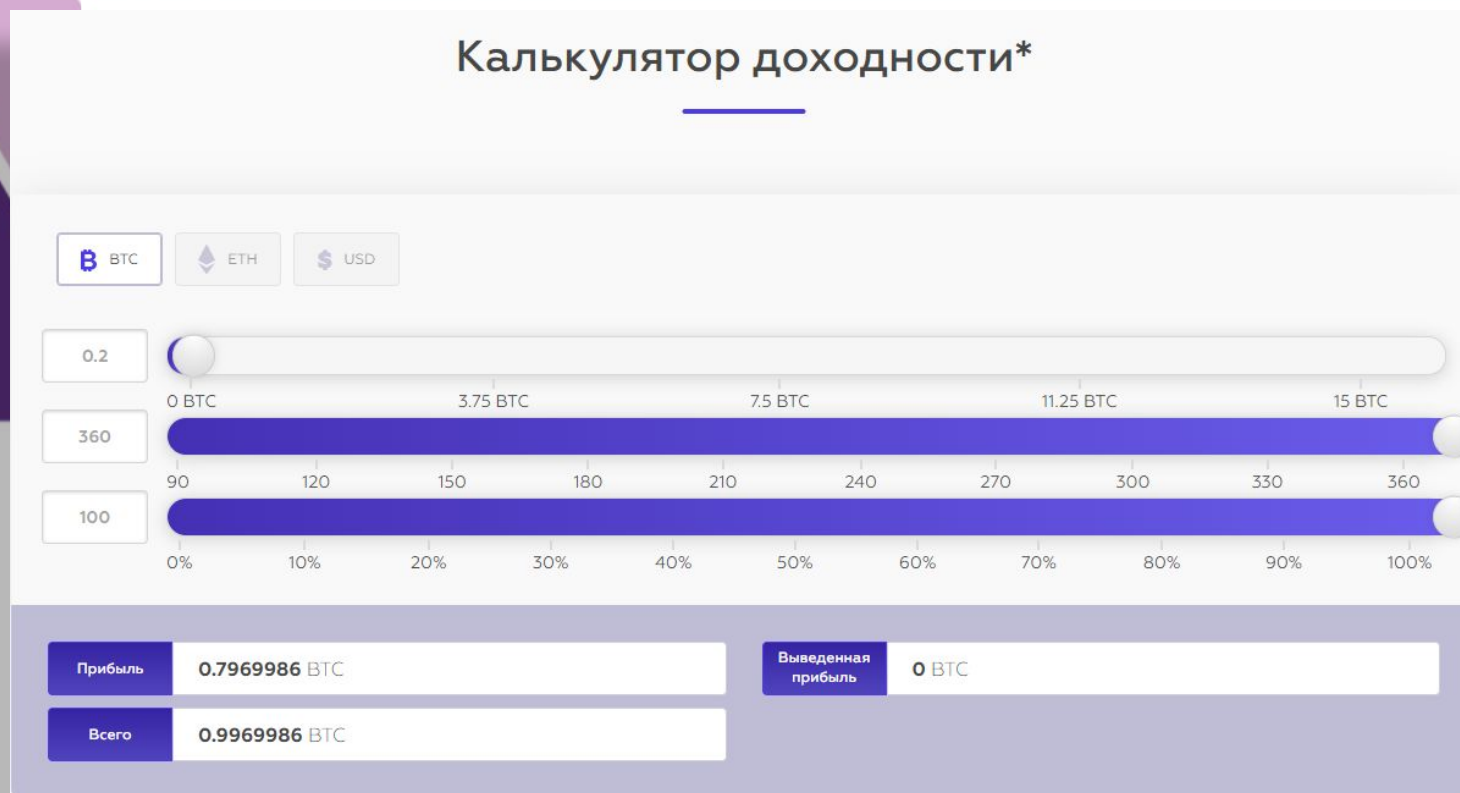 Калькулятор доходности*
BTC ETH USD
0.2
0 BTC 3.75 BTC 7.5 BTC 11.25 BTC 15 BTC
360
90 120 150 180 210 240 270 300 330 360
100
0% 10% 20% 30% 40% 50% 60% 70% 80% 90% 100%
Прибыль 0.7969986 BTC
Выведенная
прибыль 0 BTC
Всего 0.9969986 BTC